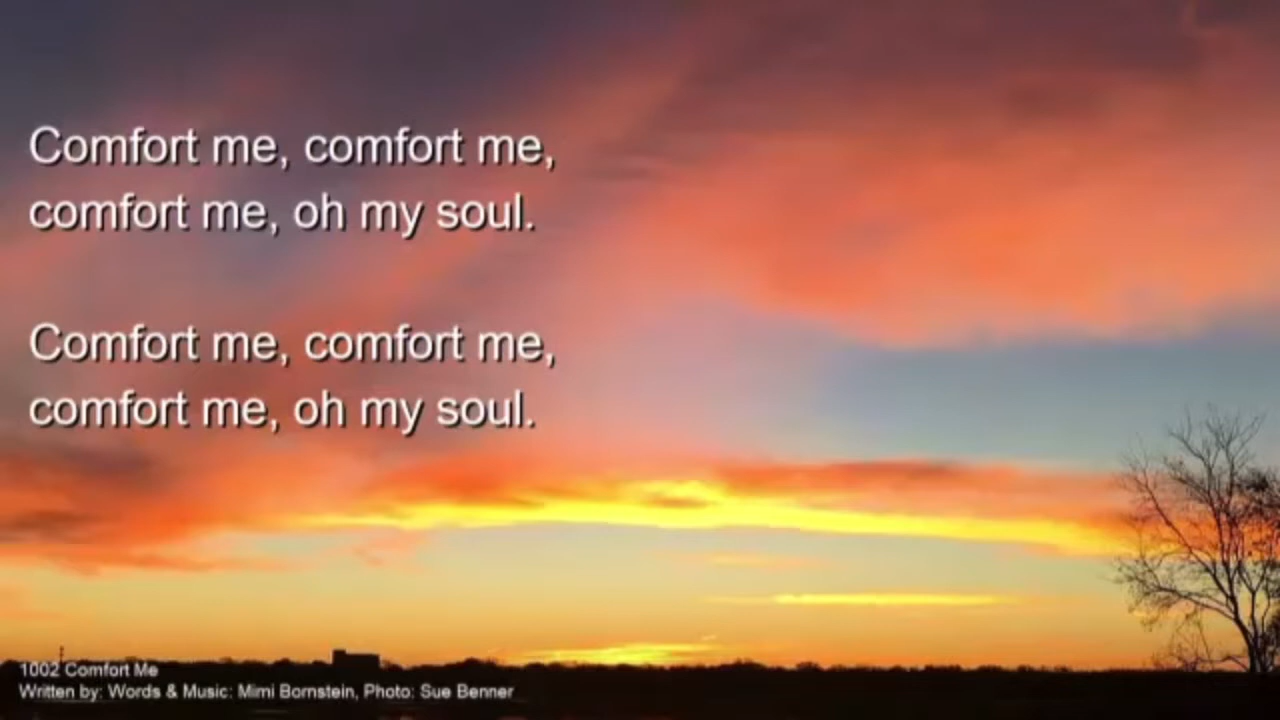 Comfort me, comfort me,
comfort me, oh my soul.
Comfort me, comfort me,
comfort me, oh my soul.
1002 Comfort Me
Written by: Words & Music: Mimi Bornstein, Photo: Sue Benner